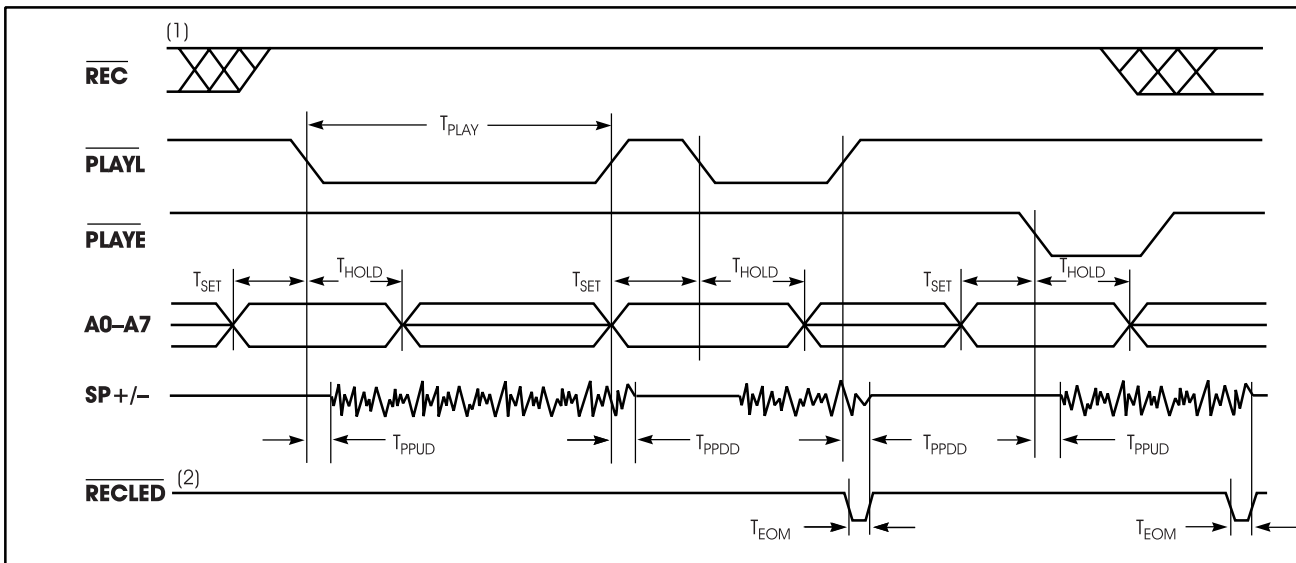 (1)
REC
T_PLAY
PLAYL
PLAYE
T_SET T_HOLD T_SET T_HOLD T_SET T_HOLD
A0–A7
SP+/–
T_PPUD T_PPDD T_PPDD T_PPUD
RECLED (2)
T_EOM T_EOM